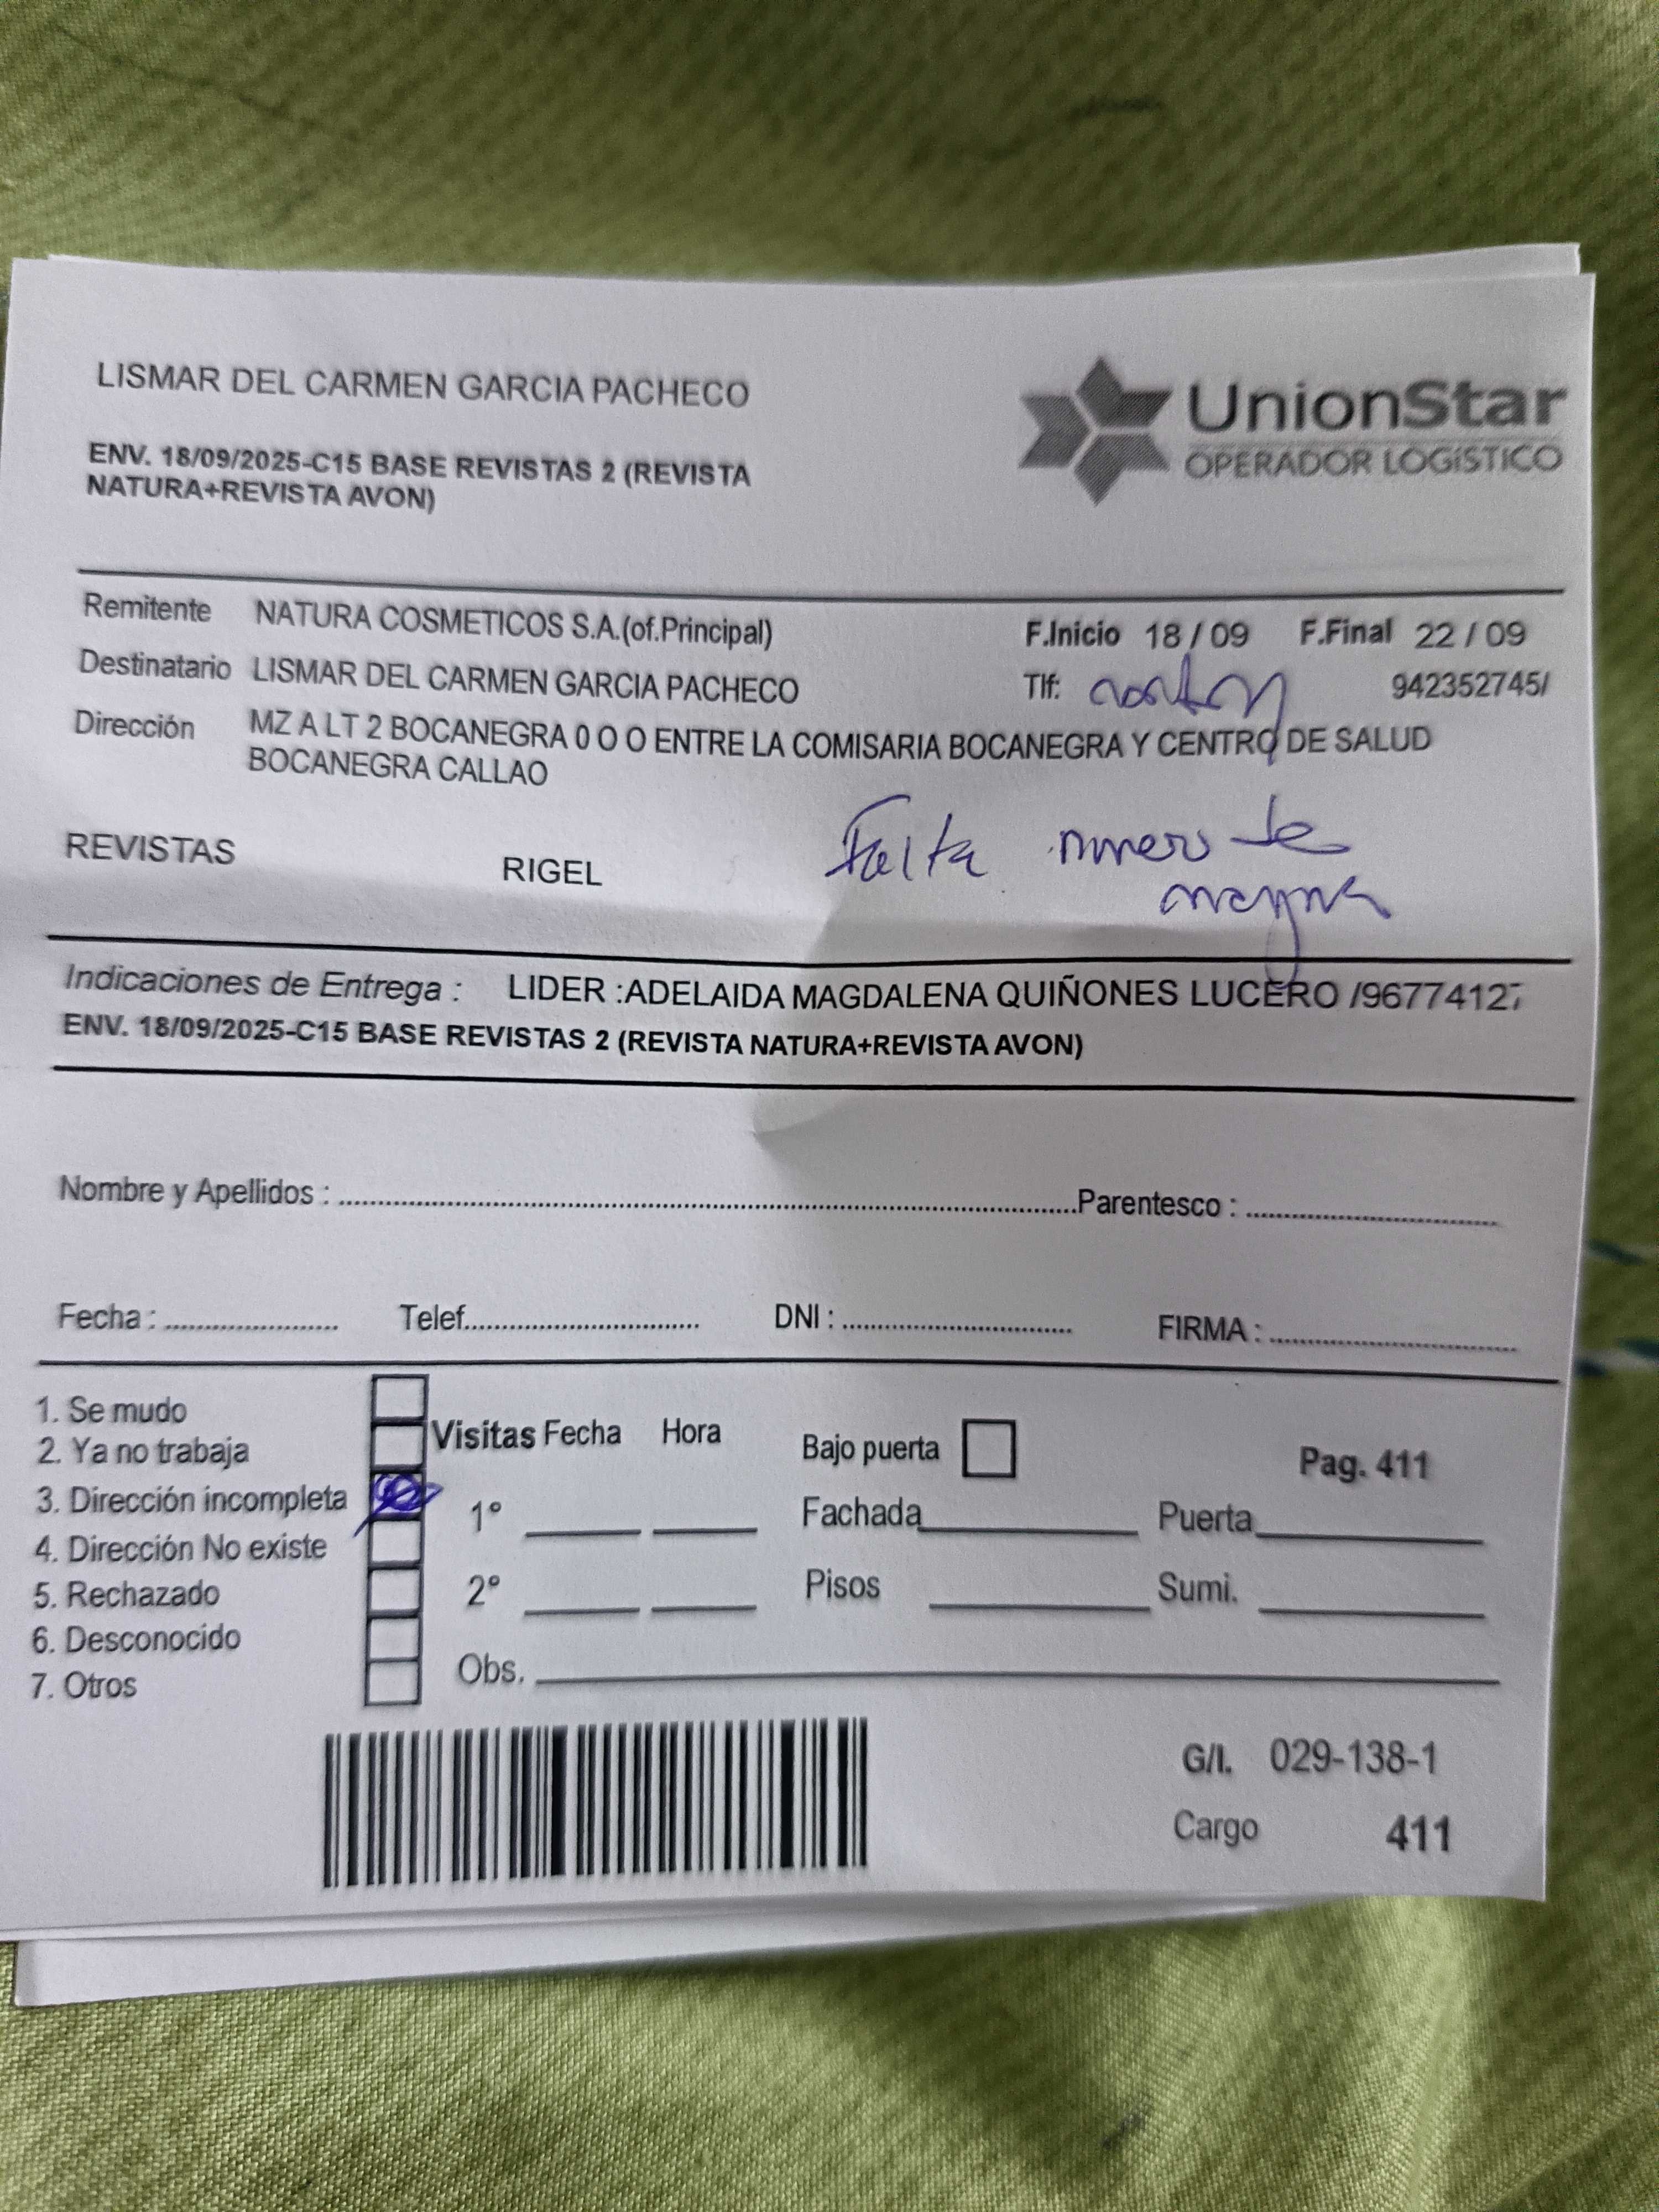 LISMAR DEL CARMEN GARCIA PACHECO
UnionStar
OPERADOR LOGÍSTICO
ENV. 18/09/2025-C15 BASE REVISTAS 2 (REVISTA
NATURA+REVISTA AVON)
Remitente NATURA COSMETICOS S.A.(of.Principal) F.Inicio 18 / 09 F.Final 22 / 09
Destinatario LISMAR DEL CARMEN GARCIA PACHECO Tlf: 942352745/
Dirección MZ A LT 2 BOCANEGRA 0 O O ENTRE LA COMISARIA BOCANEGRA Y CENTRO DE SALUD
BOCANEGRA CALLAO
REVISTAS RIGEL Falta numero de
Indicaciones de Entrega : LIDER :ADELAIDA MAGDALENA QUIÑONES LUCERO /96774127
ENV. 18/09/2025-C15 BASE REVISTAS 2 (REVISTA NATURA+REVISTA AVON)
Nombre y Apellidos : Parentesco :
Fecha : Telef. DNI : FIRMA :
1. Se mudo
2. Ya no trabaja
3. Dirección incompleta
4. Dirección No existe
5. Rechazado
6. Desconocido
7. Otros
Visitas Fecha Hora
1°
2°
Obs.
Bajo puerta
Fachada Puerta
Pisos Sumi.
Pag. 411
G/I. 029-138-1
Cargo 411